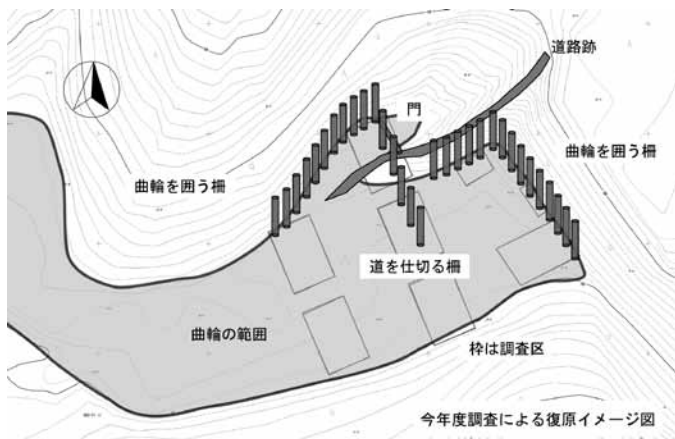 道路跡
門
曲輪を囲う柵
曲輪を囲う柵
道を仕切る柵
曲輪の範囲
枠は調査区
今年度調査による復原イメージ図